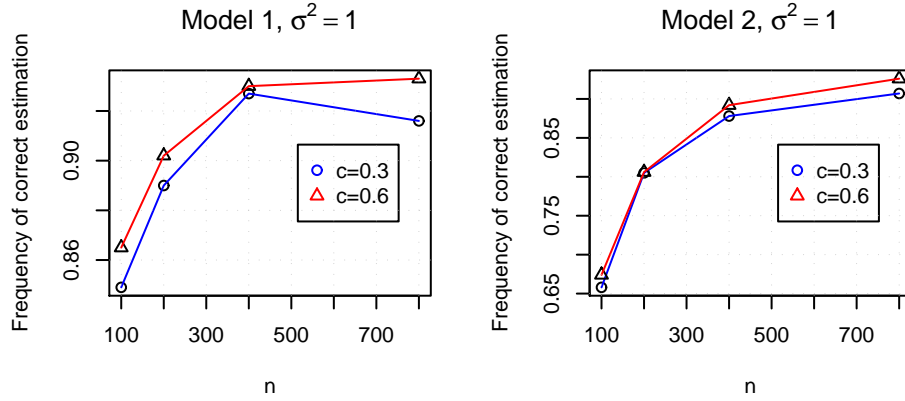 Model 1, σ² = 1
Frequency of correct estimation
0.90
0.86
c=0.3
c=0.6
100 300 500 700
n
Model 2, σ² = 1
Frequency of correct estimation
0.85
0.75
0.65
c=0.3
c=0.6
100 300 500 700
n